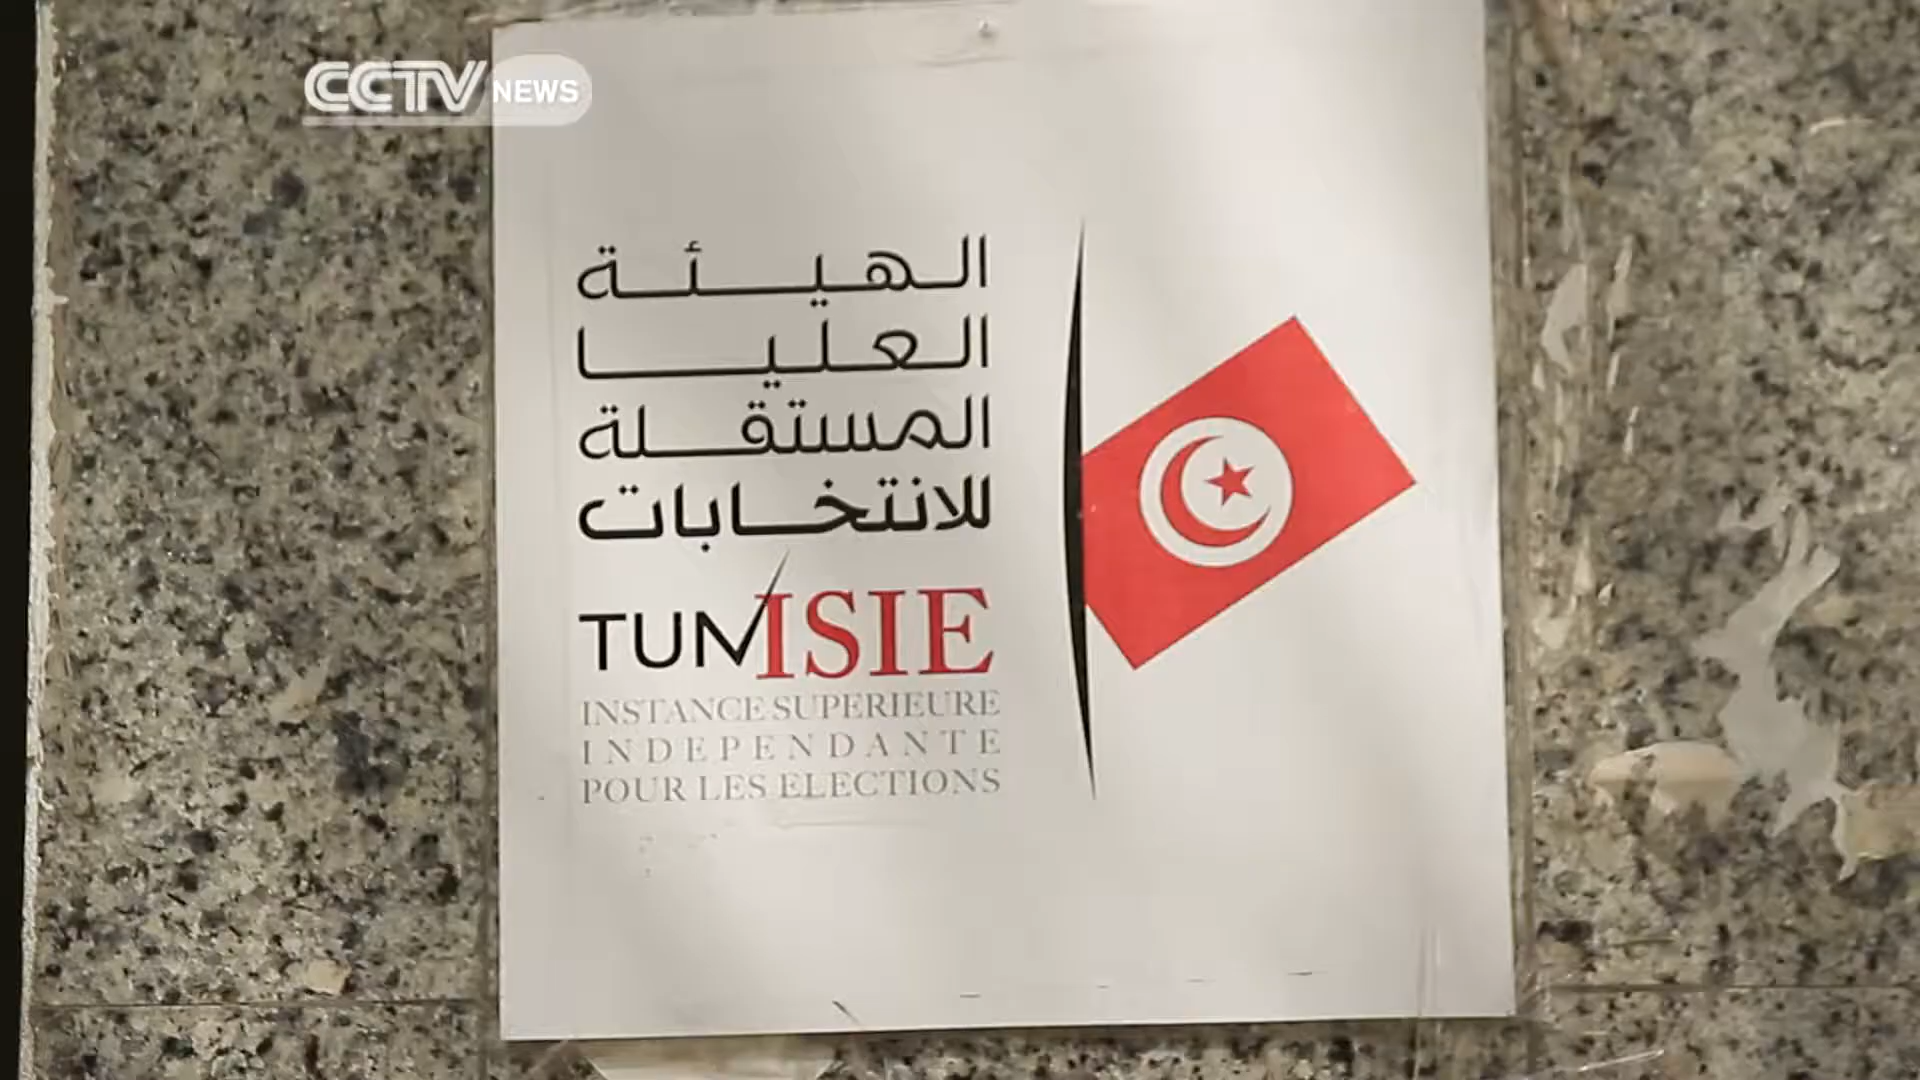 CCTV NEWS
الهيئة
العليا
المستقلة
للانتخابات
TUNISIE
INSTANCE SUPERIEURE
INDEPENDANTE
POUR LES ELECTIONS